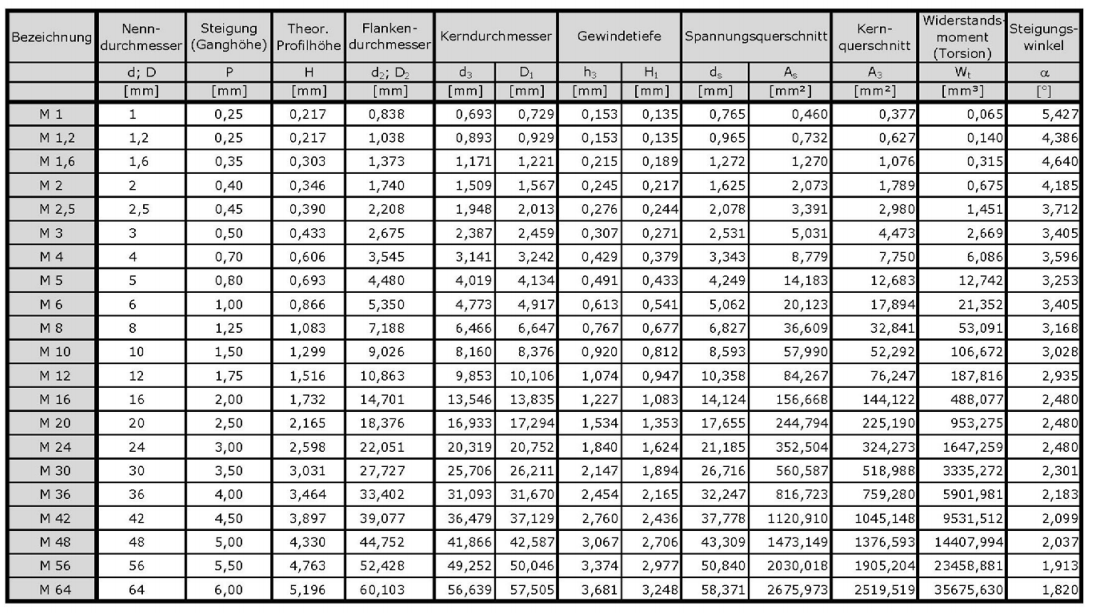 Bezeichnung Nenn-durchmesser Steigung (Ganghöhe) Theor. Profilhöhe Flanken-durchmesser Kerndurchmesser Gewindetiefe Spannungsquerschnitt Kern-querschnitt Widerstands-moment (Torsion) Steigungs-winkel
d; D P H d₂; D₂ d₃ D₁ h₃ H₁ dₛ Aₛ A₃ Wₜ α
[mm] [mm] [mm] [mm] [mm] [mm] [mm] [mm] [mm] [mm²] [mm²] [mm³] [°]
M 1 1 0,25 0,217 0,838 0,693 0,729 0,153 0,135 0,765 0,460 0,377 0,065 5,427
M 1,2 1,2 0,25 0,217 1,038 0,893 0,929 0,153 0,135 0,965 0,732 0,627 0,140 4,386
M 1,6 1,6 0,35 0,303 1,373 1,171 1,221 0,215 0,189 1,272 1,270 1,076 0,315 4,640
M 2 2 0,40 0,346 1,740 1,509 1,567 0,245 0,217 1,625 2,073 1,789 0,675 4,185
M 2,5 2,5 0,45 0,390 2,208 1,948 2,013 0,276 0,244 2,078 3,391 2,980 1,451 3,712
M 3 3 0,50 0,433 2,675 2,387 2,459 0,307 0,271 2,531 5,031 4,473 2,669 3,405
M 4 4 0,70 0,606 3,545 3,141 3,242 0,429 0,379 3,343 8,779 7,750 6,086 3,596
M 5 5 0,80 0,693 4,480 4,019 4,134 0,491 0,433 4,249 14,183 12,683 12,742 3,253
M 6 6 1,00 0,866 5,350 4,773 4,917 0,613 0,541 5,062 20,123 17,894 21,352 3,405
M 8 8 1,25 1,083 7,188 6,466 6,647 0,767 0,677 6,827 36,609 32,841 53,091 3,168
M 10 10 1,50 1,299 9,026 8,160 8,376 0,920 0,812 8,593 57,990 52,292 106,672 3,028
M 12 12 1,75 1,516 10,863 9,853 10,106 1,074 0,947 10,358 84,267 76,247 187,816 2,935
M 16 16 2,00 1,732 14,701 13,546 13,835 1,227 1,083 14,124 156,668 144,122 488,077 2,480
M 20 20 2,50 2,165 18,376 16,933 17,294 1,534 1,353 17,655 244,794 225,190 953,275 2,480
M 24 24 3,00 2,598 22,051 20,319 20,752 1,840 1,624 21,185 352,504 324,273 1647,259 2,480
M 30 30 3,50 3,031 27,727 25,706 26,211 2,147 1,894 26,716 560,587 518,988 3335,272 2,301
M 36 36 4,00 3,464 33,402 31,093 31,670 2,454 2,165 32,247 816,723 759,280 5901,981 2,183
M 42 42 4,50 3,897 39,077 36,479 37,129 2,760 2,436 37,778 1120,910 1045,148 9531,512 2,099
M 48 48 5,00 4,330 44,752 41,866 42,587 3,067 2,706 43,309 1473,149 1376,593 14407,994 2,037
M 56 56 5,50 4,763 52,428 49,252 50,046 3,374 2,977 50,840 2030,018 1905,204 23458,881 1,913
M 64 64 6,00 5,196 60,103 56,639 57,505 3,681 3,248 58,371 2675,973 2519,519 35675,630 1,820